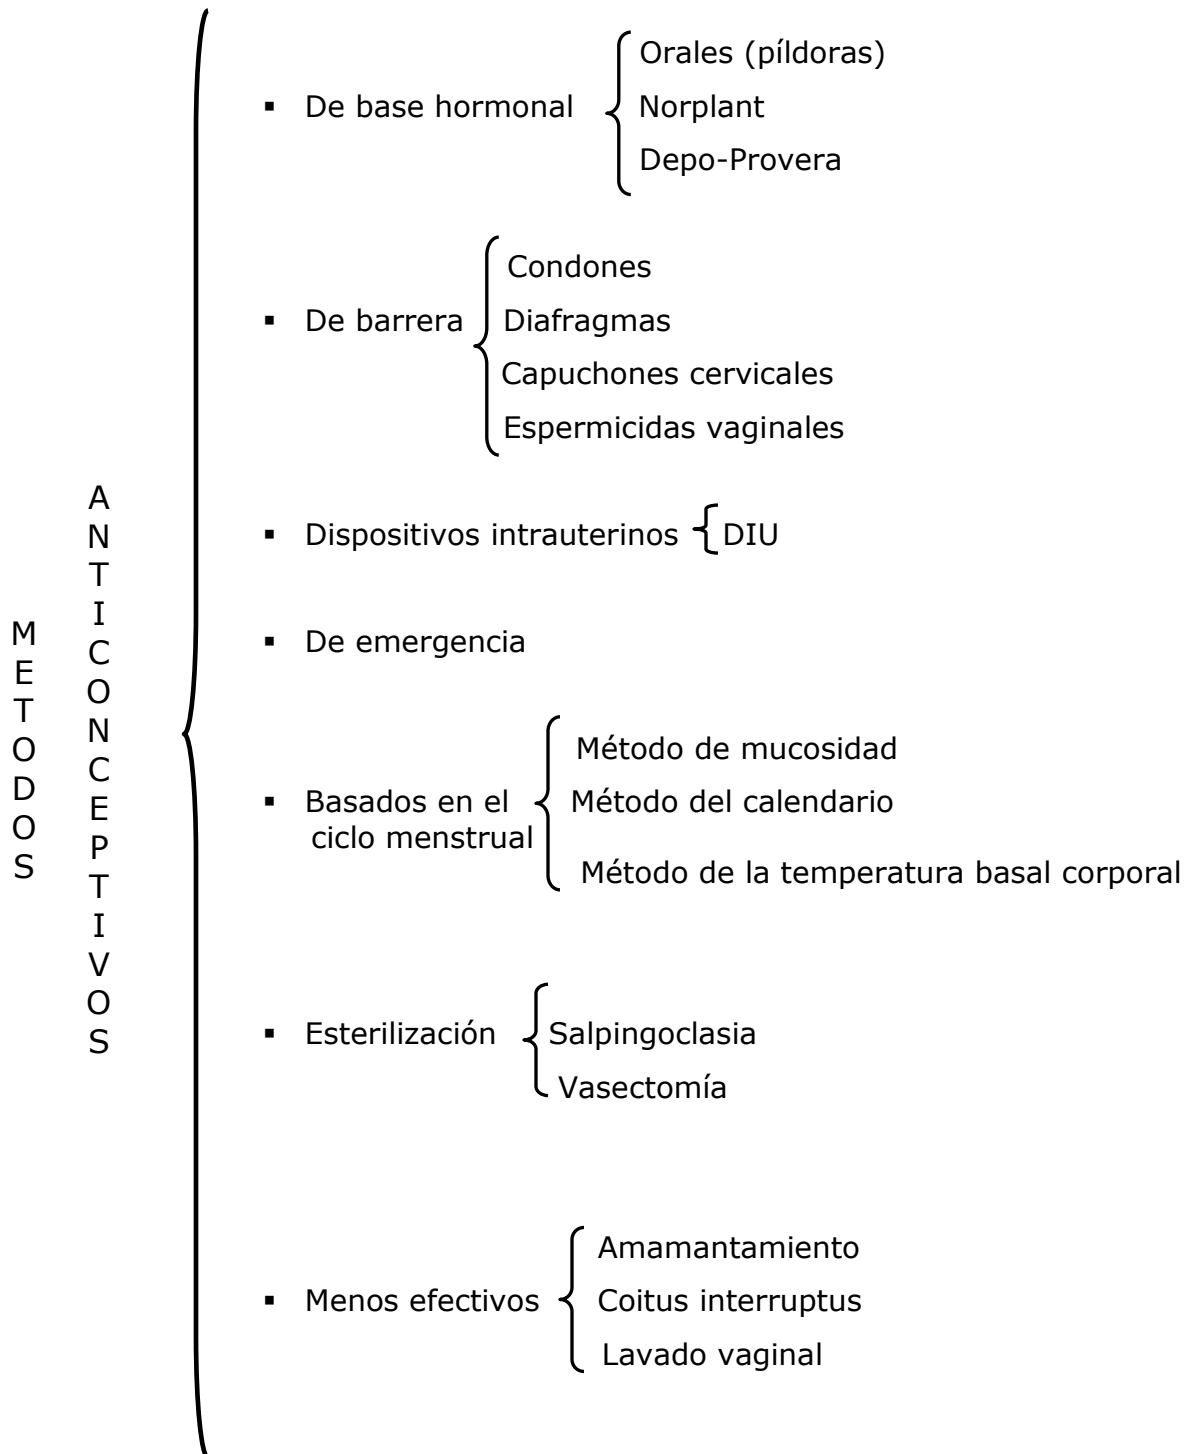 METODOS
ANTICONCEPTIVOS
▪ De base hormonal
Orales (píldoras)
Norplant
Depo-Provera
▪ De barrera
Condones
Diafragmas
Capuchones cervicales
Espermicidas vaginales
▪ Dispositivos intrauterinos
DIU
▪ De emergencia
▪ Basados en el
ciclo menstrual
Método de mucosidad
Método del calendario
Método de la temperatura basal corporal
▪ Esterilización
Salpingoclasia
Vasectomía
▪ Menos efectivos
Amamantamiento
Coitus interruptus
Lavado vaginal